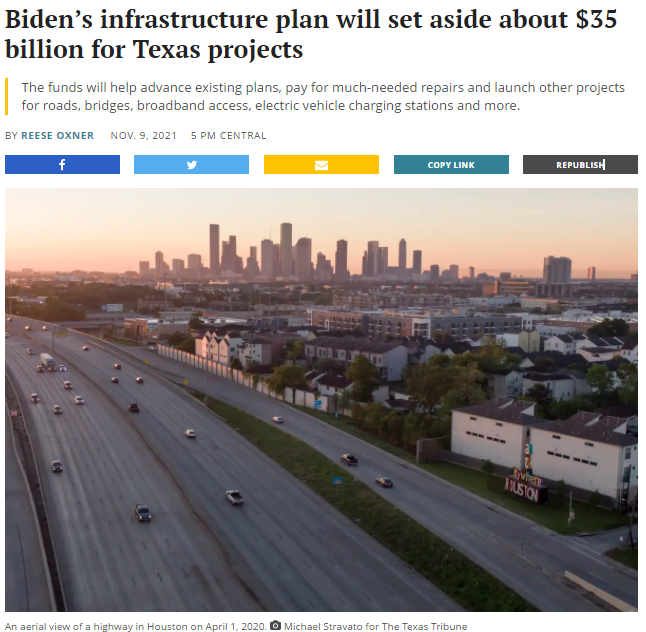 Biden’s infrastructure plan will set aside about $35
billion for Texas projects
The funds will help advance existing plans, pay for much-needed repairs and launch other projects
for roads, bridges, broadband access, electric vehicle charging stations and more.
BY REESE OXNER NOV. 9, 2021 5 PM CENTRAL
COPY LINK REPUBLISH
HOUSTON
An aerial view of a highway in Houston on April 1, 2020. Michael Stravato for The Texas Tribune